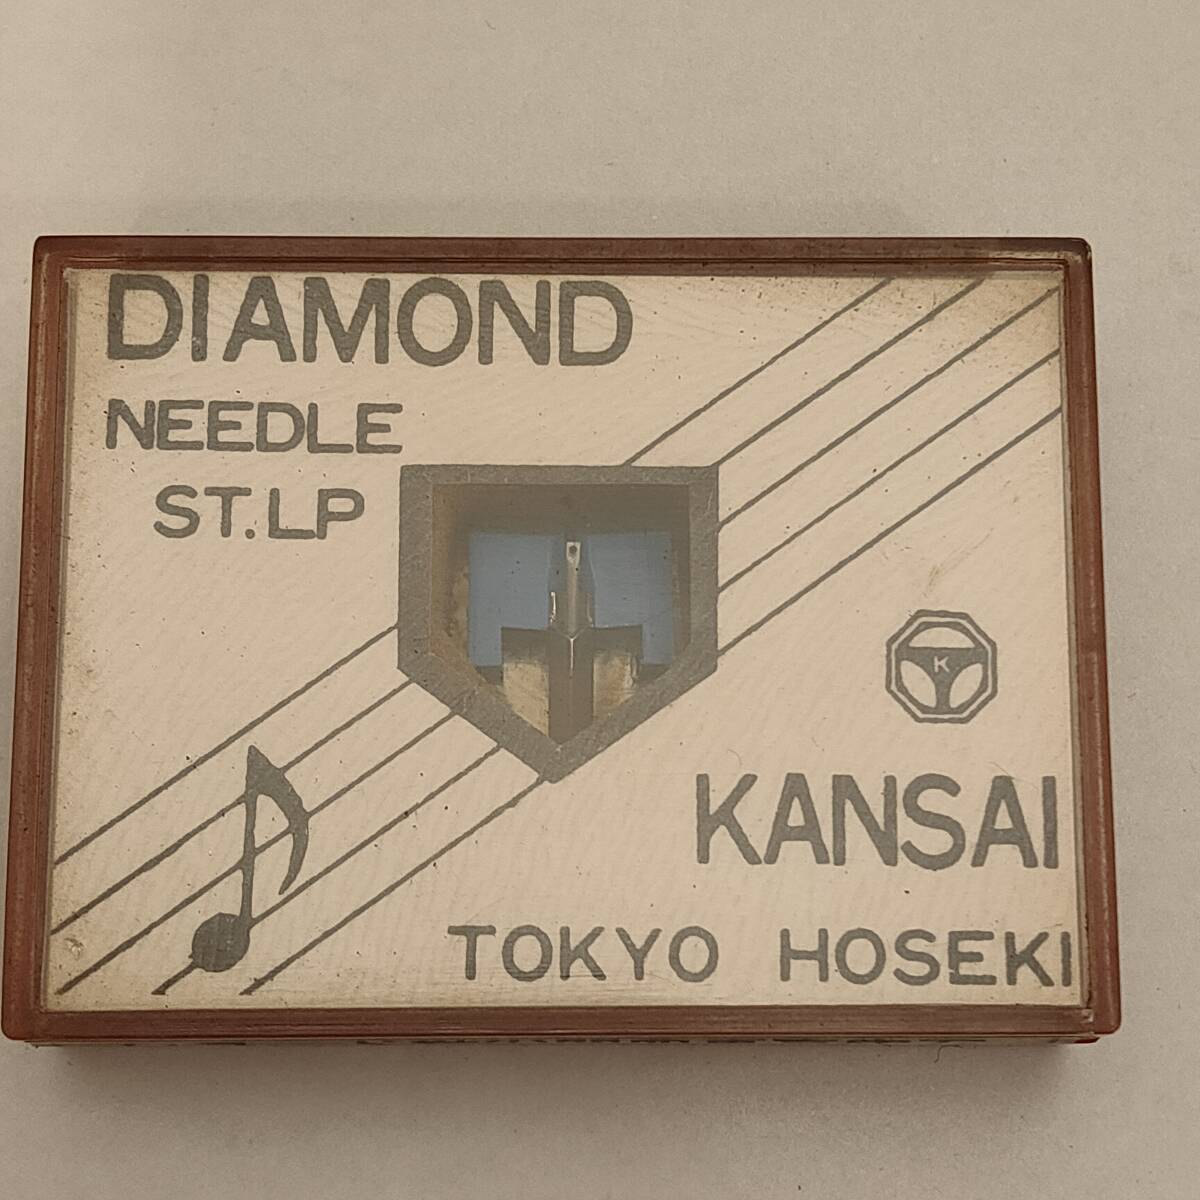 DIAMOND
NEEDLE
ST.LP
K
KANSAI
TOKYO HOSEKI